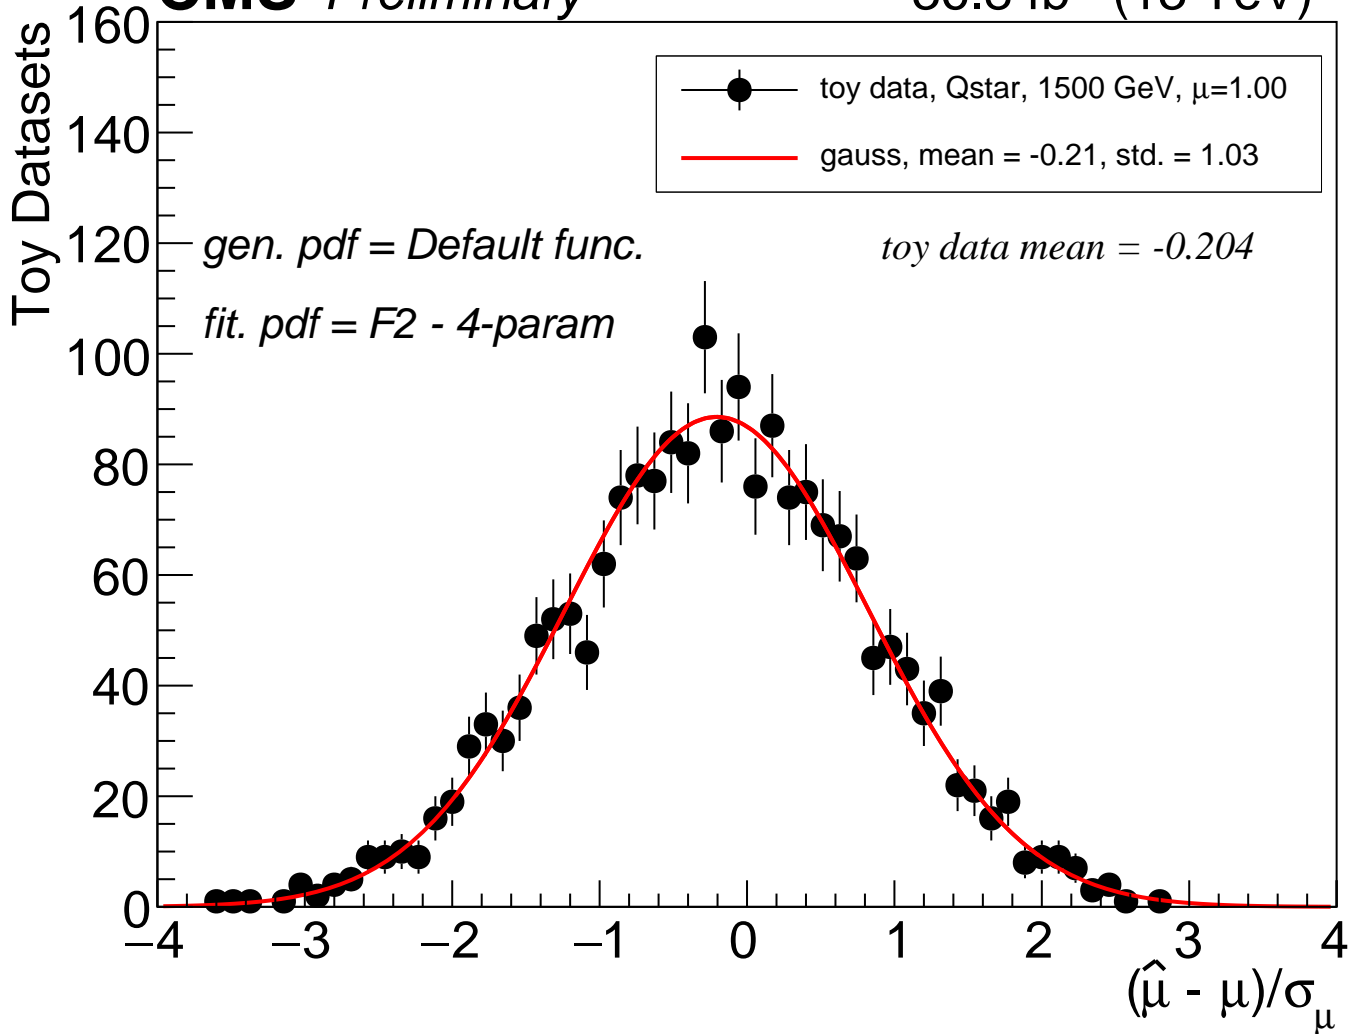 CMS Preliminary
(13 TeV)
Toy Datasets
160
140
120
100
80
60
40
20
0
toy data, Qstar, 1500 GeV, μ=1.00
gauss, mean = -0.21, std. = 1.03
gen. pdf = Default func.
toy data mean = -0.204
fit. pdf = F2 - 4-param
−4 −3 −2 −1 0 1 2 3 4
(μ̂ - μ)/σ_μ